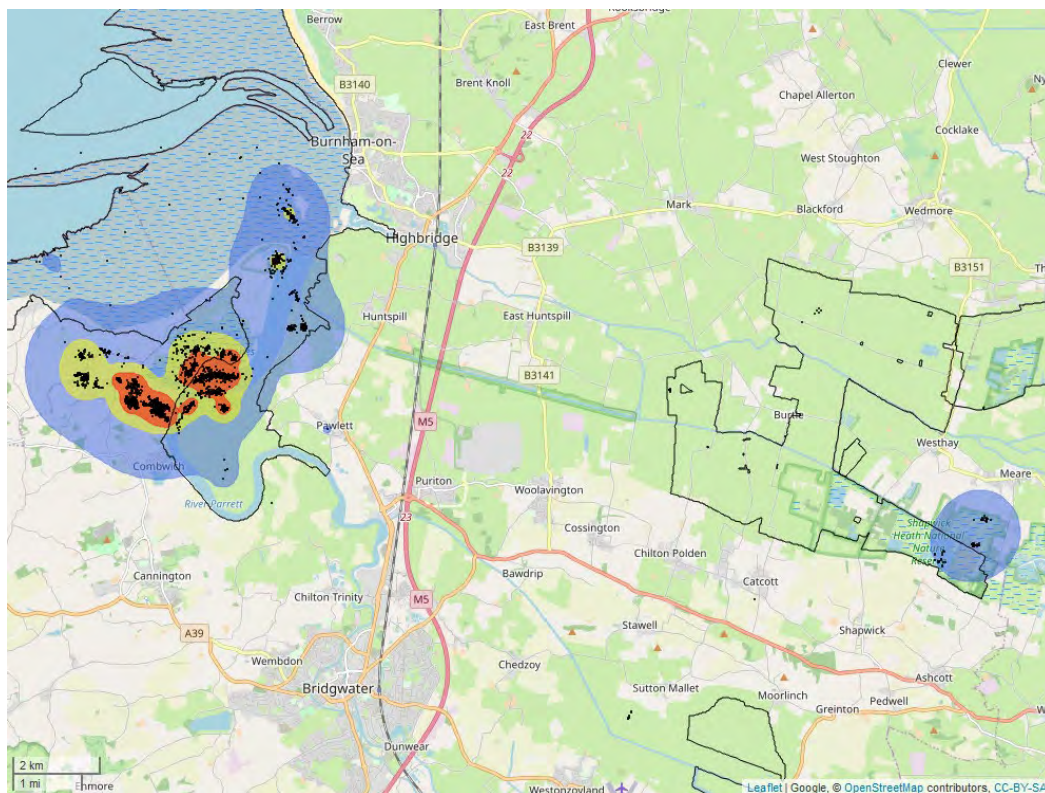 Berrow
East Brent
Rooksbridge
Clewer
B3140
Brent Knoll
Chapel Allerton
Cocklake
22
Burnham-on-
Sea
West Stoughton
22
Mark
Blackford
Wedmore
Highbridge
B3139
B3151
Huntspill
East Huntspill
B3141
Burtle
Pawlett
M5
Westhay
Meare
Combwich
River Parrett
Puriton
Woolavington
23
Cossington
Shapwick
Heath National
Nature
Reserve
Chilton Polden
Cannington
Bawdrip
Catcott
Chilton Trinity
M5
A39
Stawell
Shapwick
Wembdon
Chedzoy
Ashcott
Bridgwater
Sutton Mallet
Moorlinch
Pedwell
Greinton
Dunwear
2 km
1 mi
Enmore
Westonzoyland
Leaflet | Google, © OpenStreetMap contributors, CC-BY-SA